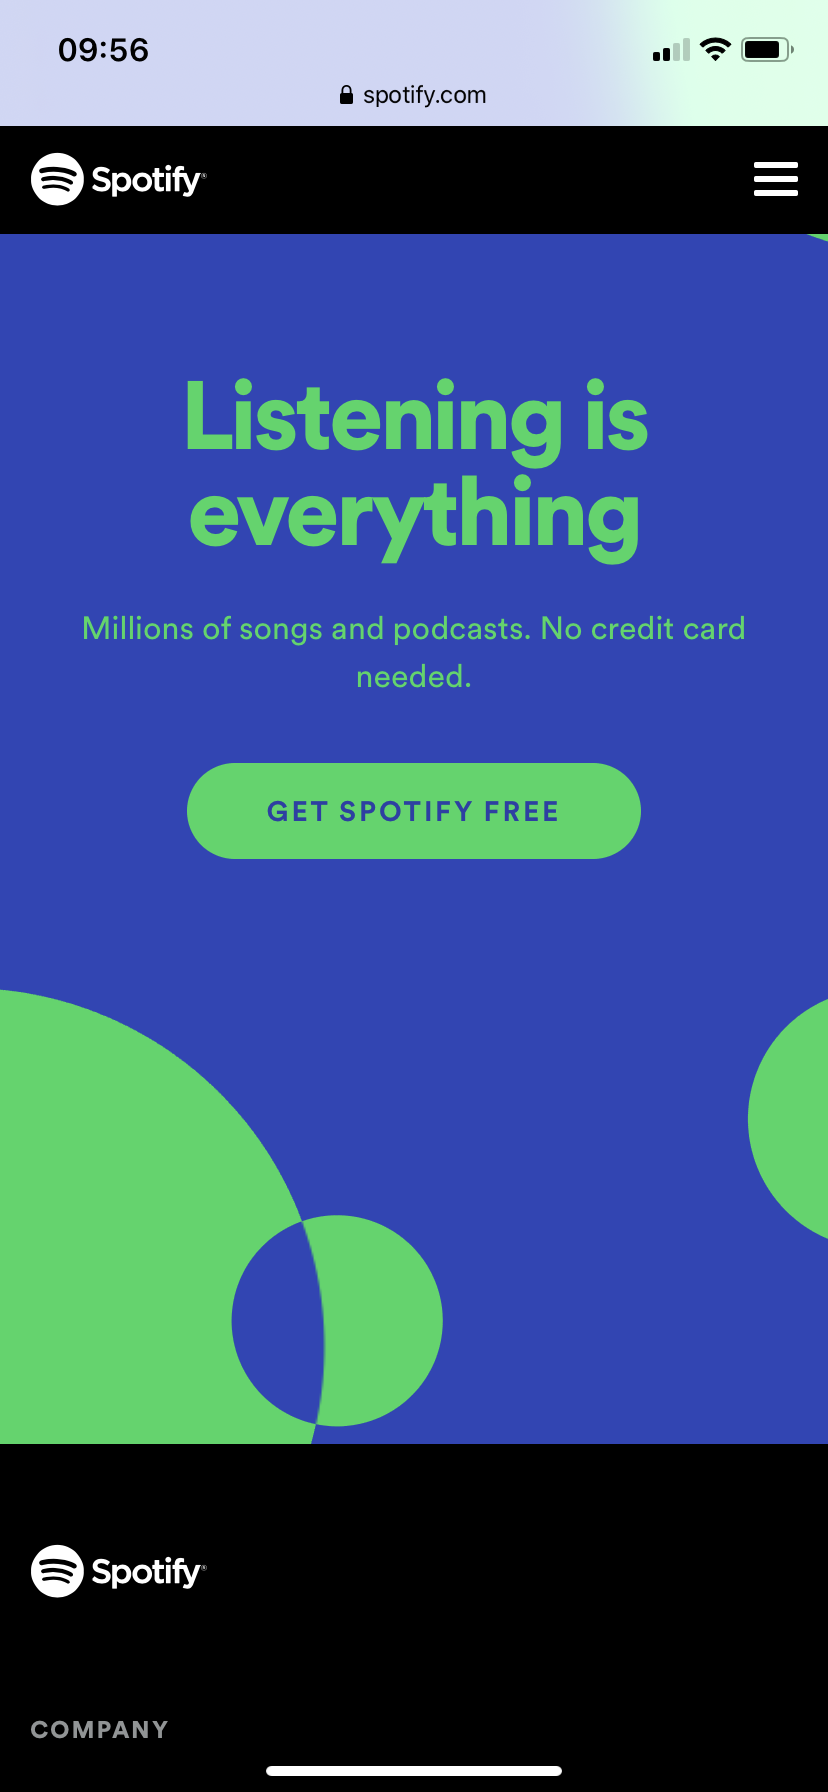 09:56
spotify.com
Spotify®
Listening is
everything
Millions of songs and podcasts. No credit card
needed.
GET SPOTIFY FREE
Spotify®
COMPANY